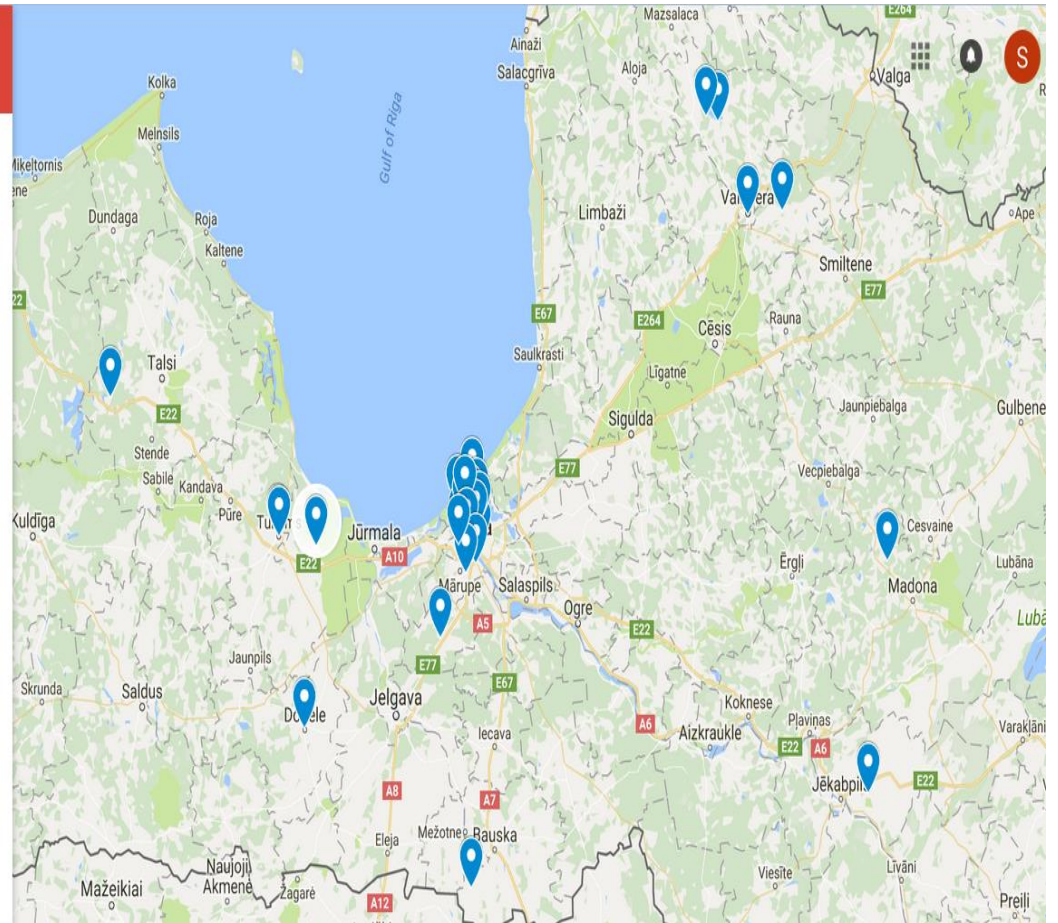 Mazsalaca
E264
Ainaži
Salacgrīva
Aloja
Valga
S
Kolka
Melnsils
Mikeļtornis
Gulf of Riga
Dundaga
Roja
Kaltene
Limbaži
Ape
Smiltene
E77
22
E67
E264
Cēsis
Rauna
Saulkrasti
Talsi
Līgatne
Jaunpiebalga
Gulbene
E22
Sigulda
Stende
Sabile
Kandava
E77
Vecpiebalga
Pūre
Kuldīga
Jūrmala
Cesvaine
E22
A10
Ērgļi
Lubāna
Mārupe
Salaspils
Madona
Ogre
A5
E22
Jaunpils
E77
E67
Skrunda
Saldus
Jelgava
Koknese
A6
Pļaviņas
Varakļāni
Iecava
Aizkraukle
E22
A6
E22
A8
A7
Mežotne
Bauska
Eleja
Naujoji
Akmenė
Viesīte
Līvāni
Mažeikiai
Žagarė
A12
Preiļi